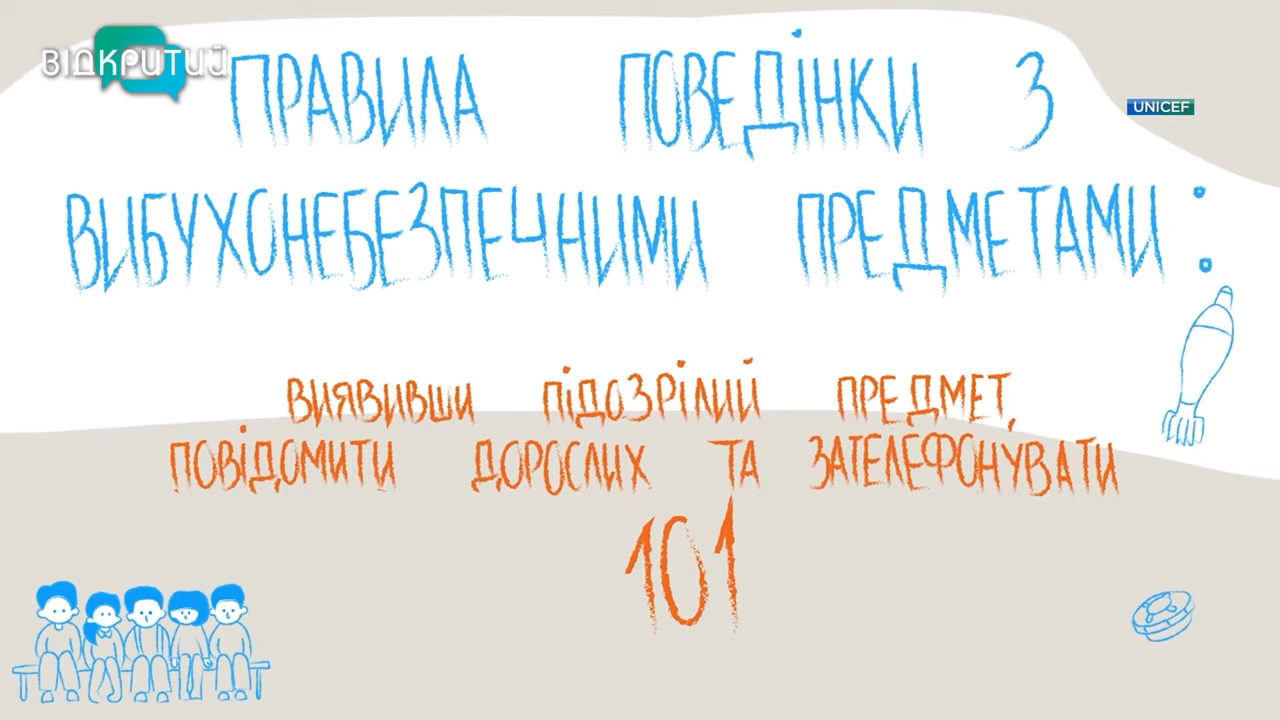 ВІДКРИТИЙ
UNICEF
ПРАВИЛА ПОВЕДІНКИ З
ВИБУХОНЕБЕЗПЕЧНИМИ ПРЕДМЕТАМИ:
ВИЯВИВШИ ПІДОЗРІЛИЙ ПРЕДМЕТ,
ПОВІДОМИТИ ДОРОСЛИХ ТА ЗАТЕЛЕФОНУВАТИ
101